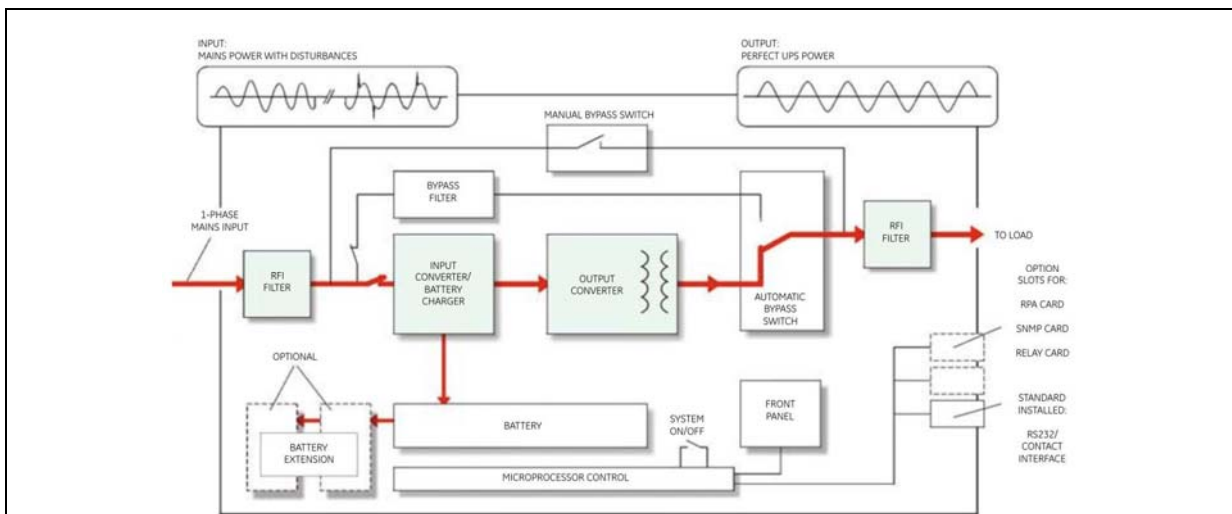 INPUT:
MAINS POWER WITH DISTURBANCES
OUTPUT:
PERFECT UPS POWER
MANUAL BYPASS SWITCH
BYPASS
FILTER
1-PHASE
MAINS INPUT
RFI
FILTER
INPUT
CONVERTER/
BATTERY
CHARGER
OUTPUT
CONVERTER
AUTOMATIC
BYPASS
SWITCH
RFI
FILTER
TO LOAD
OPTION
SLOTS FOR:
RPA CARD
SNMP CARD
RELAY CARD
STANDARD
INSTALLED:
RS232/
CONTACT
INTERFACE
OPTIONAL
BATTERY
EXTENSION
BATTERY
SYSTEM
ON/OFF
FRONT
PANEL
MICROPROCESSOR CONTROL